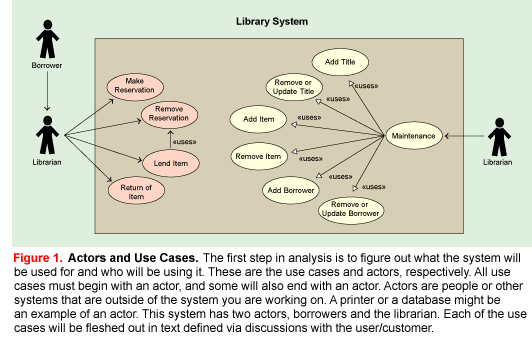 Library System
Borrower
Librarian
Make
Reservation
Remove
Reservation
«uses»
Lend Item
Return of
Item
Add Title
Remove or
Update Title
«uses»
«uses»
Add Item
«uses»
Remove Item
«uses»
Add Borrower
«uses»
Remove or
Update Borrower
«uses»
Maintenance
Librarian
Figure 1. Actors and Use Cases. The first step in analysis is to figure out what the system will
be used for and who will be using it. These are the use cases and actors, respectively. All use
cases must begin with an actor, and some will also end with an actor. Actors are people or other
systems that are outside of the system you are working on. A printer or a database might be
an example of an actor. This system has two actors, borrowers and the librarian. Each of the use
cases will be fleshed out in text defined via discussions with the user/customer.